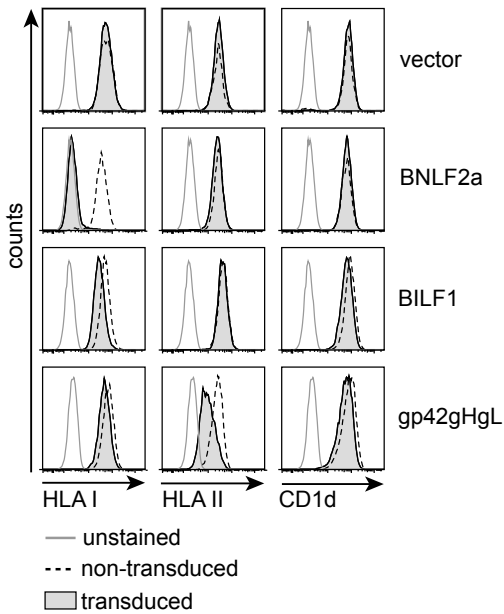 vector
BNLF2a
BILF1
gp42gHgL
counts
HLA I
HLA II
CD1d
unstained
non-transduced
transduced